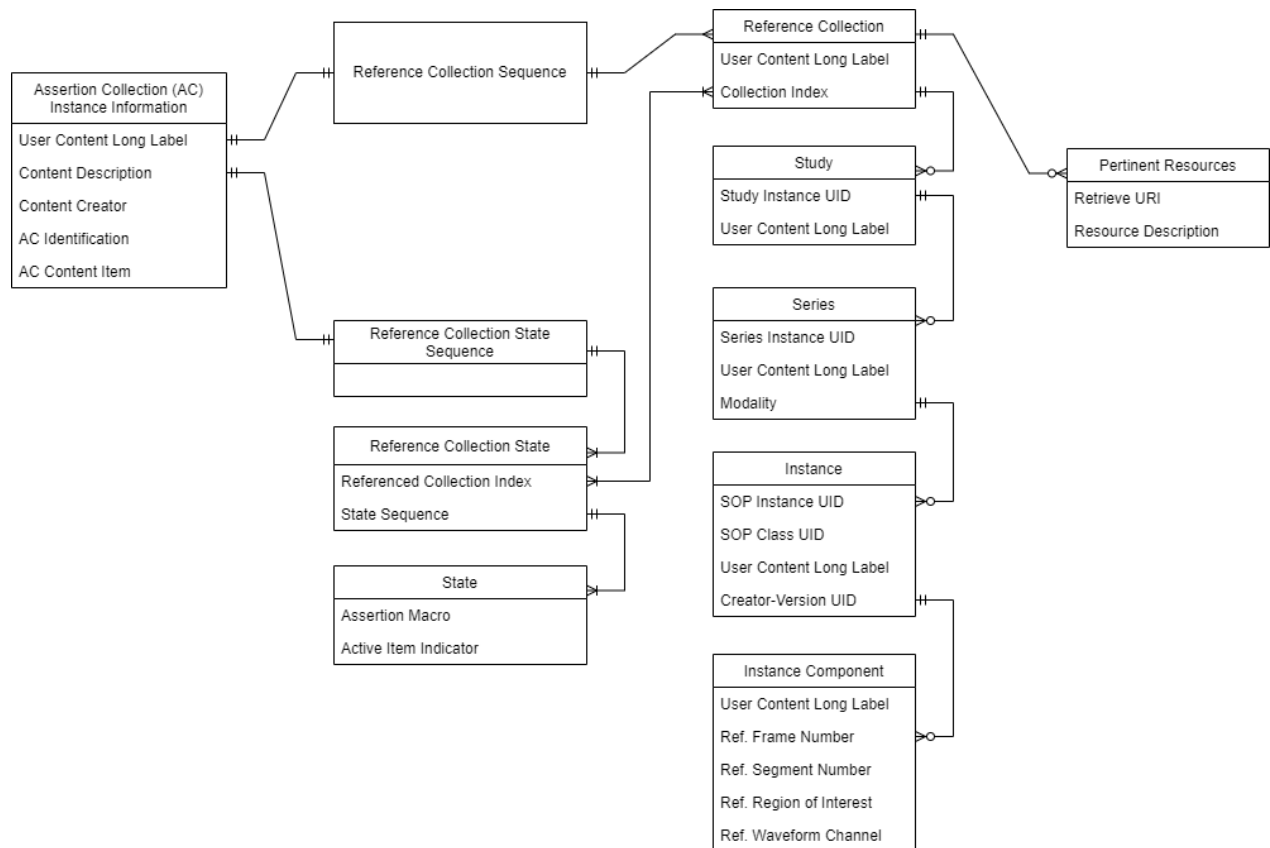 Assertion Collection (AC)
Instance Information
User Content Long Label
Content Description
Content Creator
AC Identification
AC Content Item
Reference Collection Sequence
Reference Collection State
Sequence
Reference Collection State
Referenced Collection Index
State Sequence
State
Assertion Macro
Active Item Indicator
Reference Collection
User Content Long Label
Collection Index
Study
Study Instance UID
User Content Long Label
Series
Series Instance UID
User Content Long Label
Modality
Instance
SOP Instance UID
SOP Class UID
User Content Long Label
Creator-Version UID
Instance Component
User Content Long Label
Ref. Frame Number
Ref. Segment Number
Ref. Region of Interest
Ref. Waveform Channel
Pertinent Resources
Retrieve URI
Resource Description